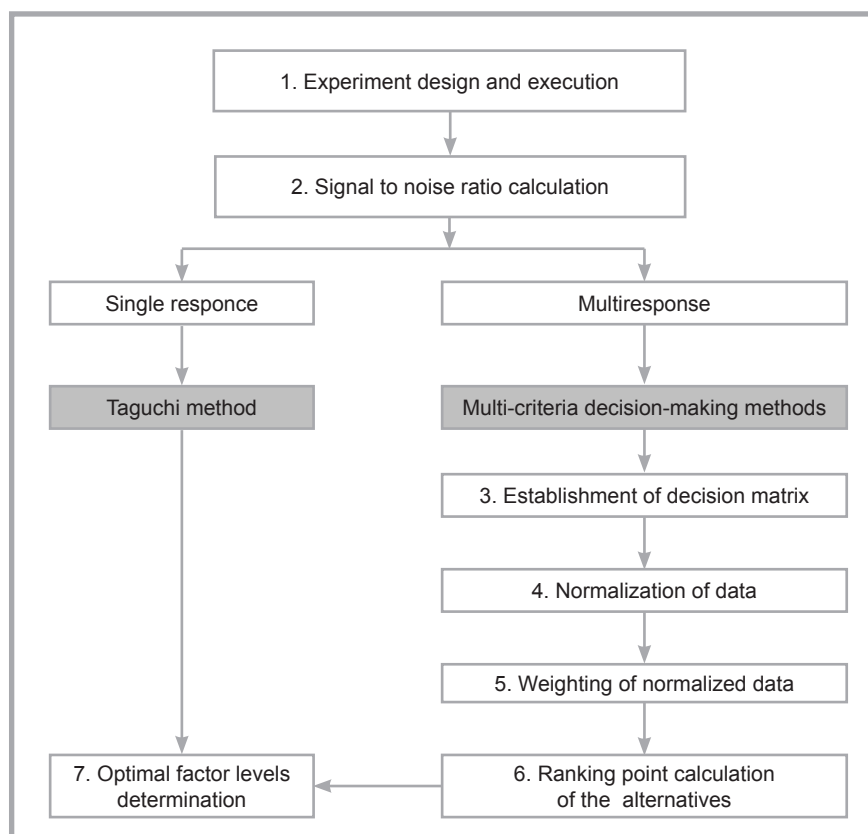 1. Experiment design and execution
2. Signal to noise ratio calculation
Single responce
Multiresponse
Taguchi method
Multi-criteria decision-making methods
3. Establishment of decision matrix
4. Normalization of data
5. Weighting of normalized data
7. Optimal factor levels
determination
6. Ranking point calculation
of the alternatives